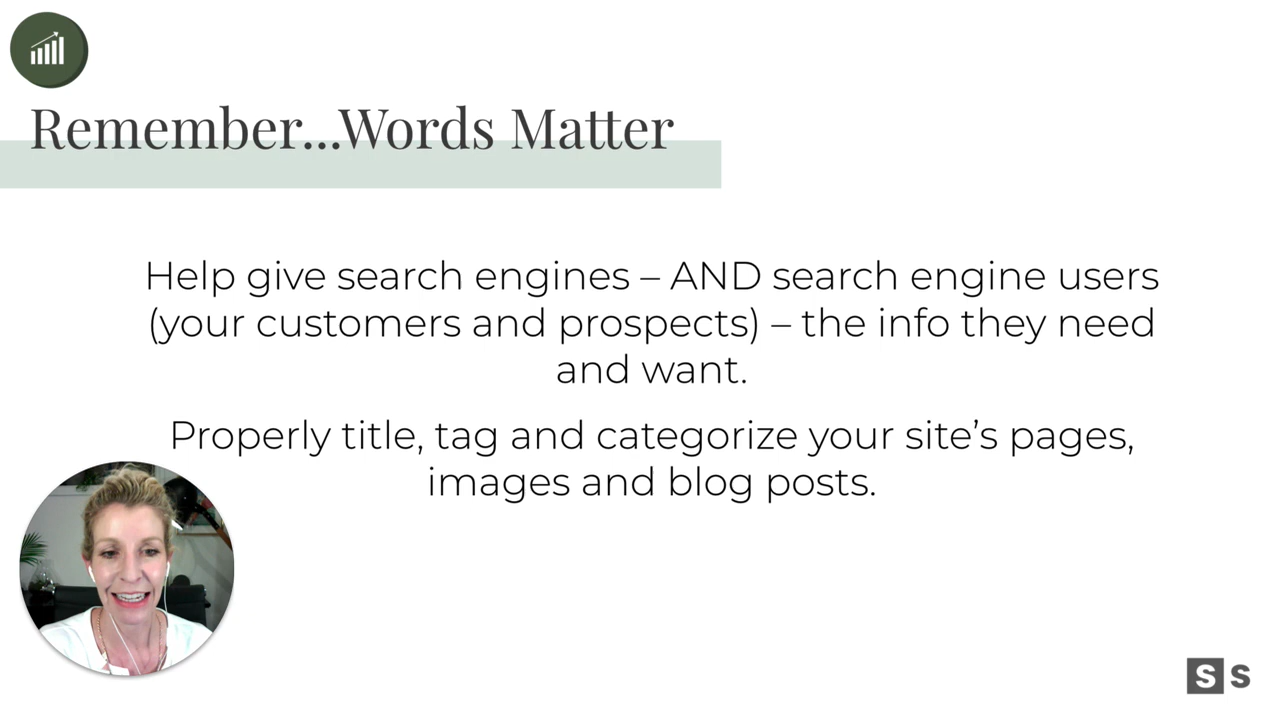 Remember...Words Matter
Help give search engines – AND search engine users
(your customers and prospects) – the info they need
and want.
Properly title, tag and categorize your site’s pages,
images and blog posts.
S S